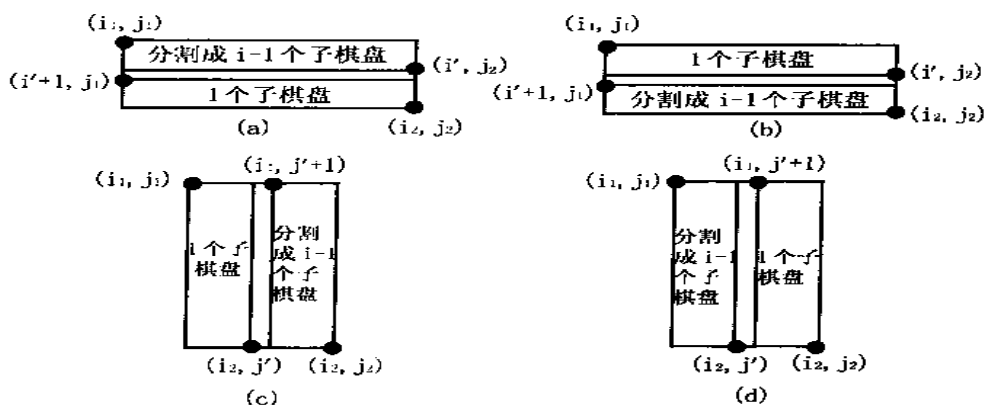 (i₁, j₁)
分割成 i-1 个子棋盘
(i′, j₂)
(i′+1, j₁)
1个子棋盘
(i₂, j₂)
(a)
(i₁, j₁)
1个子棋盘
(i′, j₂)
(i′+1, j₁)
分割成 i-1 个子棋盘
(i₂, j₂)
(b)
(i₁, j₁)
(i₁, j′+1)
1个子
棋盘
分割
成 i-1
个子
棋盘
(i₂, j′)
(i₂, j₂)
(c)
(i₁, j₁)
(i₁, j′+1)
分割
成 i-1
个子
棋盘
1个子
棋盘
(i₂, j′)
(i₂, j₂)
(d)